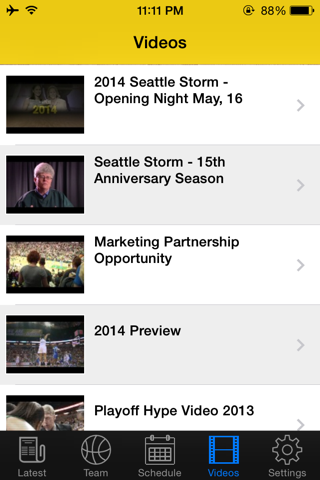 11:11 PM
88%
Videos
2014 Seattle Storm -
Opening Night May, 16
2014
Seattle Storm - 15th
Anniversary Season
Marketing Partnership
Opportunity
2014 Preview
Playoff Hype Video 2013
Latest
Team
Schedule
Videos
Settings